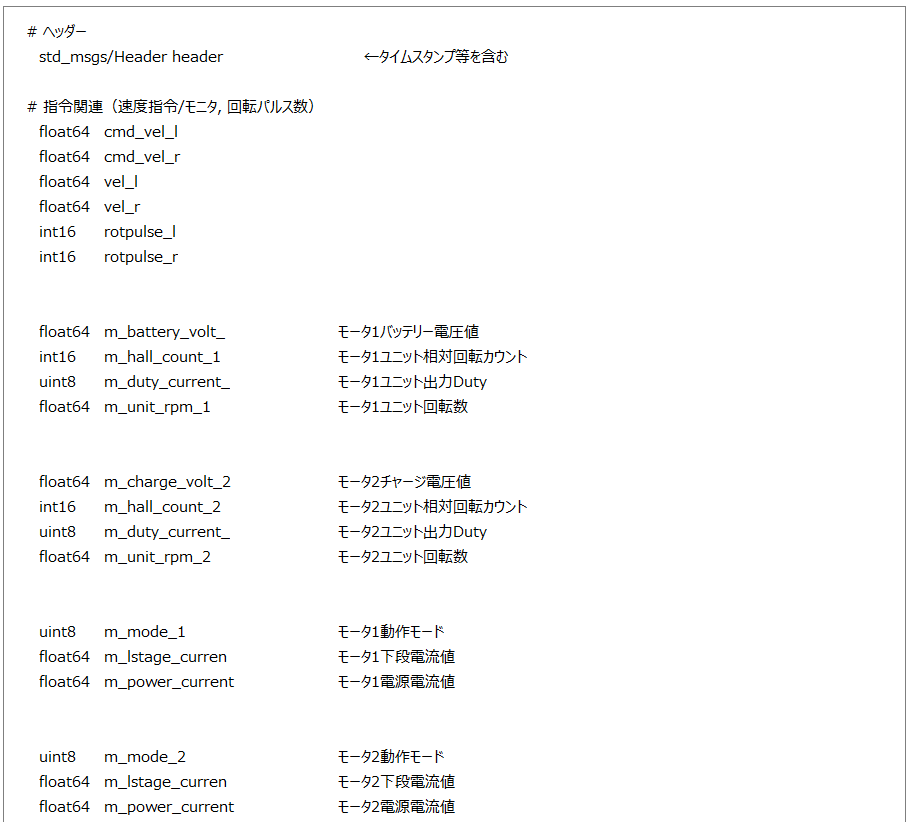 # ヘッダー
std_msgs/Header header ←タイムスタンプ等を含む
# 指令関連（速度指令/モニタ, 回転パルス数）
float64 cmd_vel_l
float64 cmd_vel_r
float64 vel_l
float64 vel_r
int16 rotpulse_l
int16 rotpulse_r
float64 m_battery_volt_ モータ1バッテリー電圧値
int16 m_hall_count_1 モータ1ユニット相対回転カウント
uint8 m_duty_current_ モータ1ユニット出力Duty
float64 m_unit_rpm_1 モータ1ユニット回転数
float64 m_charge_volt_2 モータ2チャージ電圧値
int16 m_hall_count_2 モータ2ユニット相対回転カウント
uint8 m_duty_current_ モータ2ユニット出力Duty
float64 m_unit_rpm_2 モータ2ユニット回転数
uint8 m_mode_1 モータ1動作モード
float64 m_lstage_curren モータ1下段電流値
float64 m_power_current モータ1電源電流値
uint8 m_mode_2 モータ2動作モード
float64 m_lstage_curren モータ2下段電流値
float64 m_power_current モータ2電源電流値